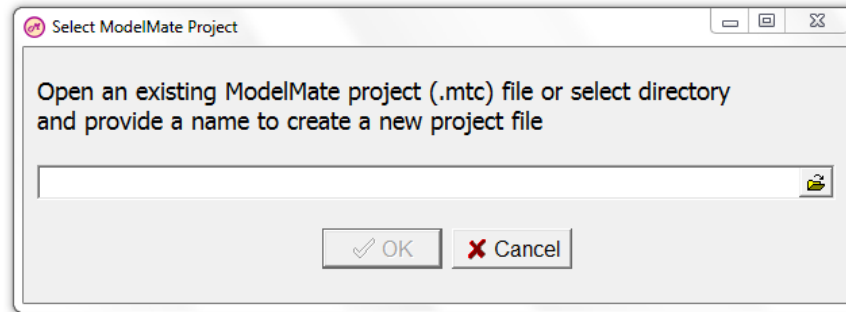 Select ModelMate Project
Open an existing ModelMate project (.mtc) file or select directory
and provide a name to create a new project file
OK
Cancel